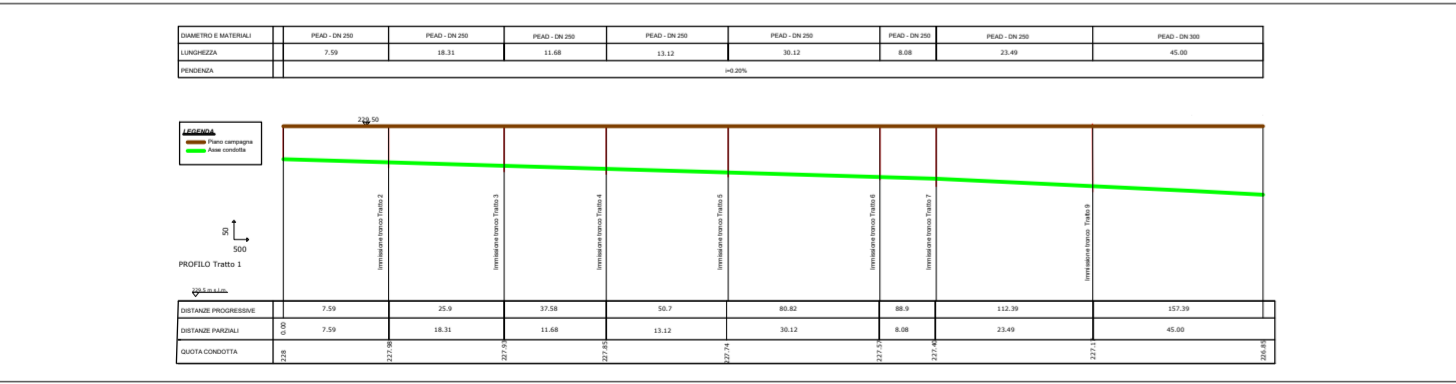 DIAMETRO E MATERIALI PEAD - DN 250 PEAD - DN 250 PEAD - DN 250 PEAD - DN 250 PEAD - DN 250 PEAD - DN 250 PEAD - DN 250 PEAD - DN 300
LUNGHEZZA 7.59 18.31 11.68 13.12 30.12 8.08 23.49 45.00
PENDENZA i=0.20%
229.50
LEGENDA
Piano campagna
Asse condotta
Immissione tronco Tratto 2
Immissione tronco Tratto 3
Immissione tronco Tratto 4
Immissione tronco Tratto 5
Immissione tronco Tratto 6
Immissione tronco Tratto 7
Immissione tronco Tratto 9
50
500
PROFILO Tratto 1
229.5 m s.l.m.
DISTANZE PROGRESSIVE 7.59 25.9 37.58 50.7 80.82 88.9 112.39 157.39
DISTANZE PARZIALI 0.00 7.59 18.31 11.68 13.12 30.12 8.08 23.49 45.00
QUOTA CONDOTTA 228 227.98 227.93 227.85 227.74 227.57 227.1 226.85